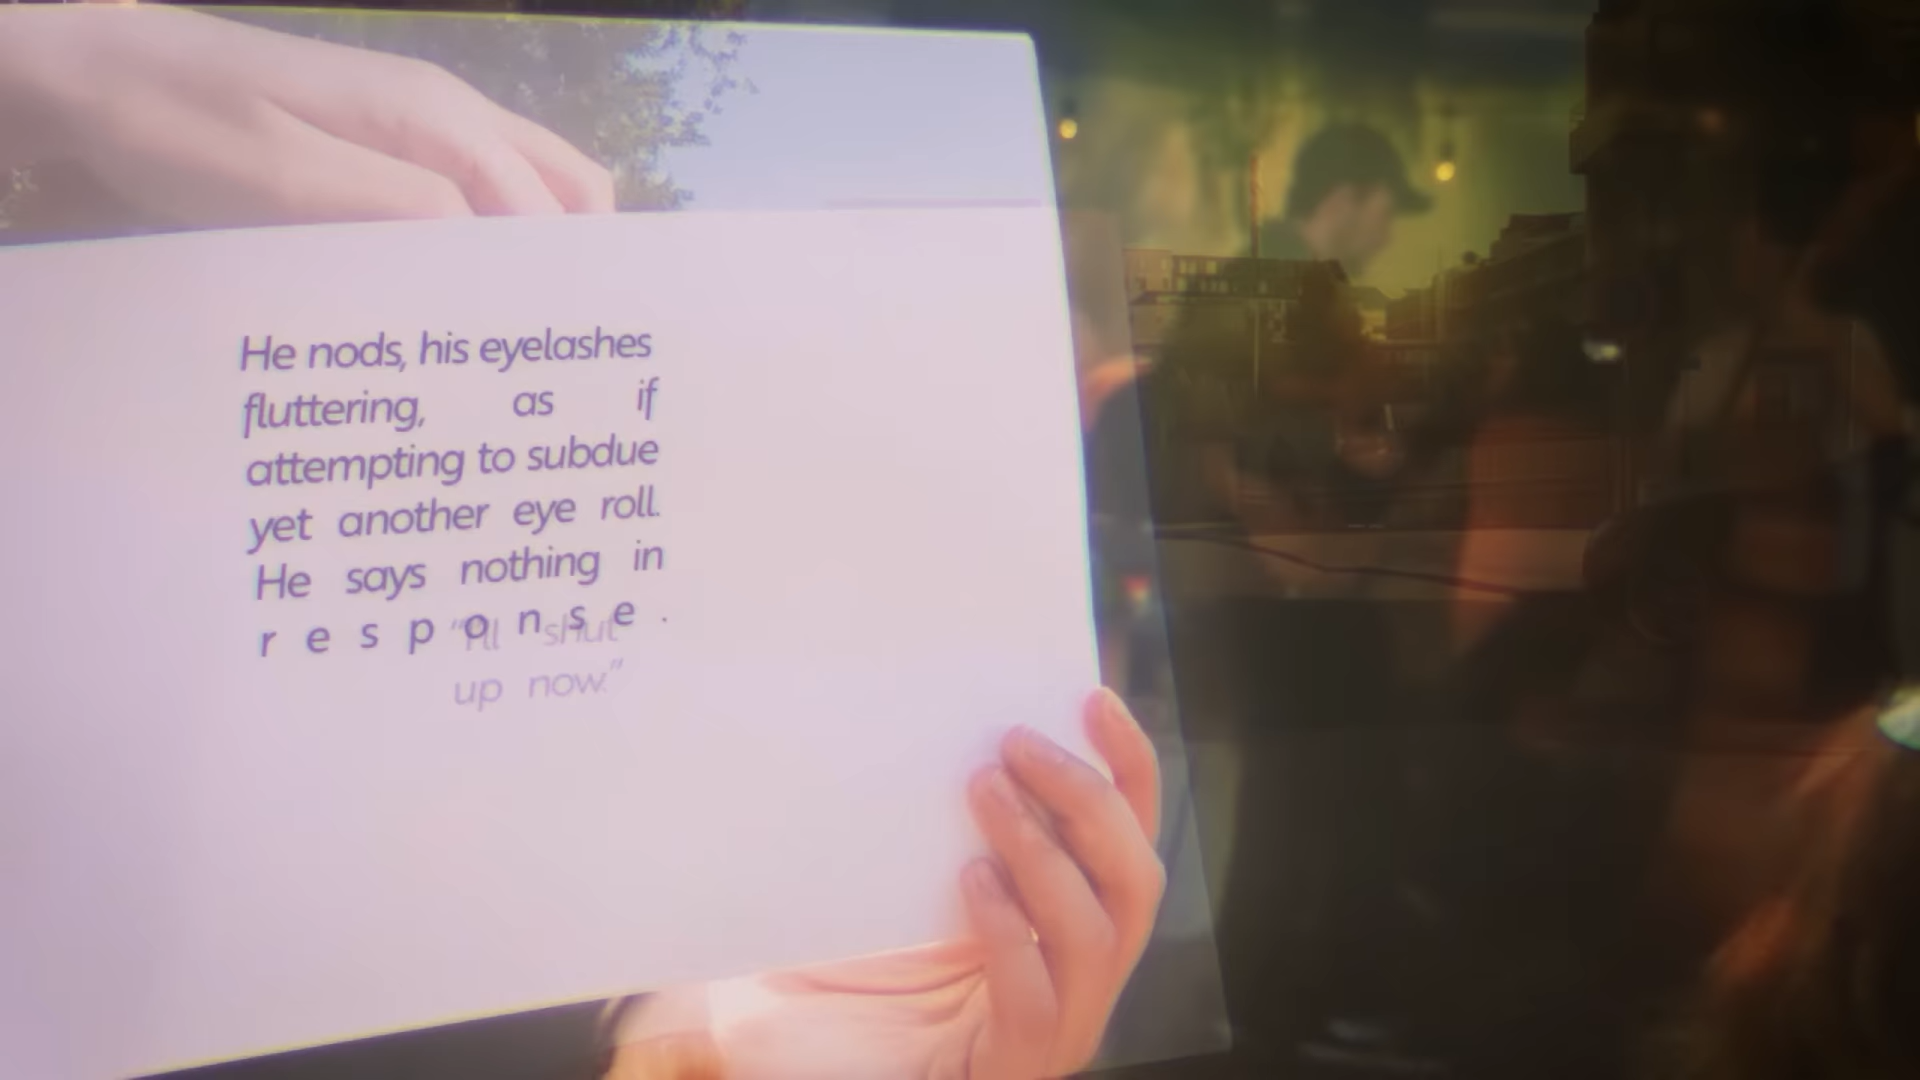 He nods, his eyelashes
fluttering, as if
attempting to subdue
yet another eye roll.
He says nothing in
response.
"I'll shut
up now."